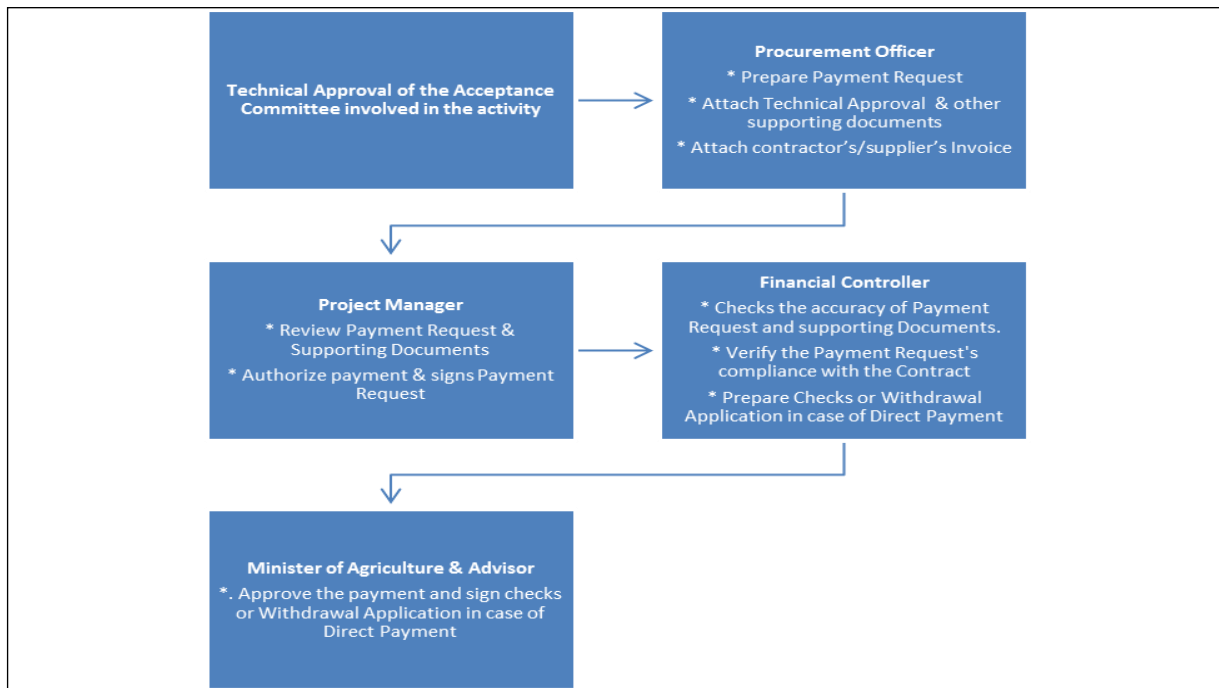 Technical Approval of the Acceptance
Committee involved in the activity
Procurement Officer
* Prepare Payment Request
* Attach Technical Approval & other
supporting documents
* Attach contractor’s/supplier’s Invoice
Project Manager
* Review Payment Request &
Supporting Documents
* Authorize payment & signs Payment
Request
Financial Controller
* Checks the accuracy of Payment
Request and supporting Documents.
* Verify the Payment Request's
compliance with the Contract
* Prepare Checks or Withdrawal
Application in case of Direct Payment
Minister of Agriculture & Advisor
*. Approve the payment and sign checks
or Withdrawal Application in case of
Direct Payment